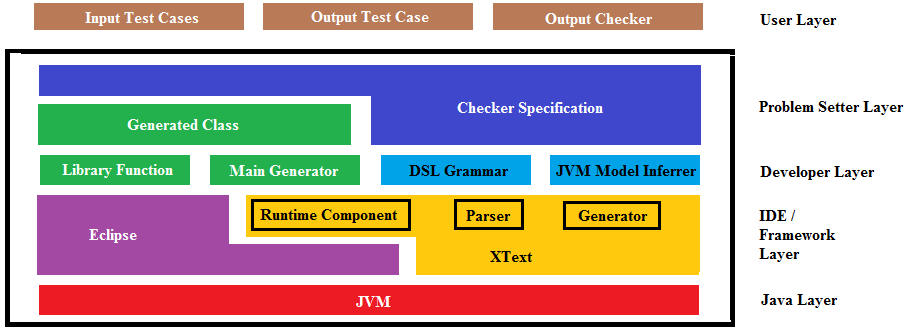 Input Test Cases
Output Test Case
Output Checker
User Layer
Checker Specification
Problem Setter Layer
Generated Class
Library Function
Main Generator
DSL Grammar
JVM Model Inferrer
Developer Layer
Eclipse
Runtime Component
Parser
Generator
XText
IDE /
Framework
Layer
JVM
Java Layer